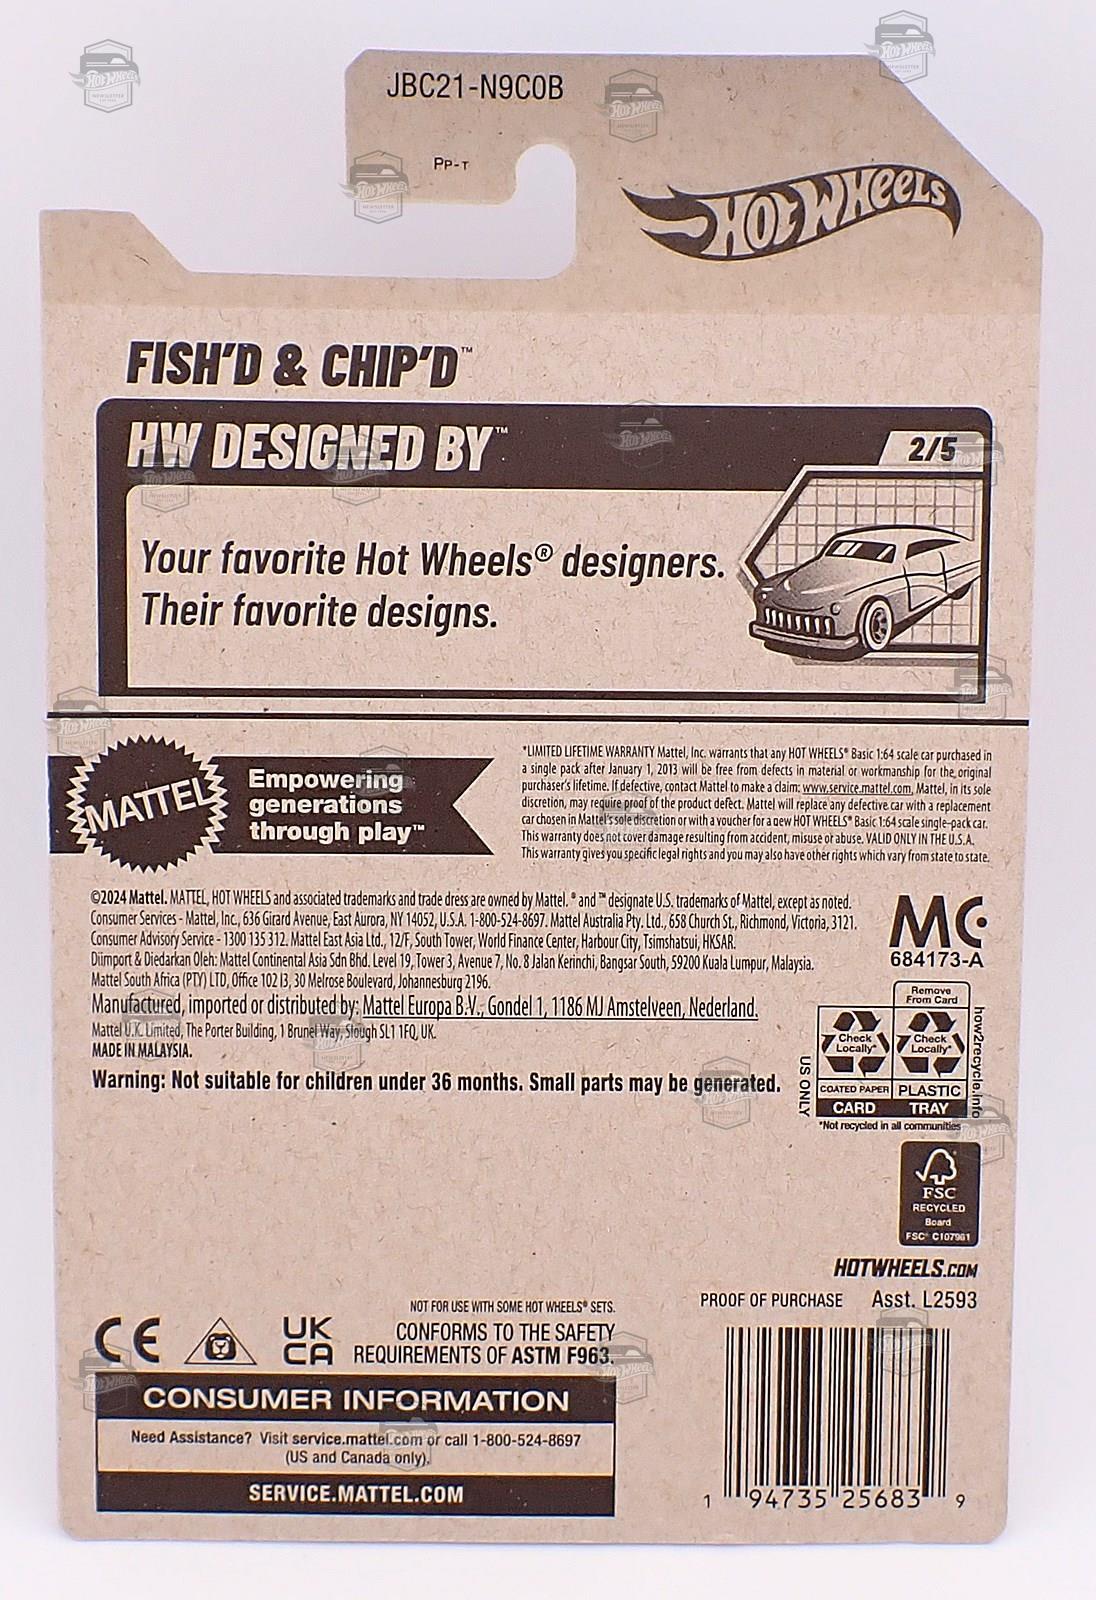 JBC21-N9C0B
PP-T
HOT WHEELS
FISH'D & CHIP'D™
HW DESIGNED BY™
2/5
Your favorite Hot Wheels® designers.
Their favorite designs.
MATTEL
Empowering
generations
through play™
*LIMITED LIFETIME WARRANTY Mattel, Inc. warrants that any HOT WHEELS® Basic 1:64 scale car purchased in
a single pack after January 1, 2013 will be free from defects in material or workmanship for the original
purchaser's lifetime. If defective, contact Mattel to make a claim: www.service.mattel.com, Mattel, in its sole
discretion, may require proof of the product defect. Mattel will replace any defective car with a replacement
car chosen in Mattel's sole discretion or with a voucher for a new HOT WHEELS® Basic 1:64 scale single-pack car.
This warranty does not cover damage resulting from accident, misuse or abuse. VALID ONLY IN THE U.S.A.
This warranty gives you specific legal rights and you may also have other rights which vary from state to state.
©2024 Mattel. MATTEL, HOT WHEELS and associated trademarks and trade dress are owned by Mattel. ® and ™ designate U.S. trademarks of Mattel, except as noted.
Consumer Services - Mattel, Inc., 636 Girard Avenue, East Aurora, NY 14052, U.S.A. 1-800-524-8697. Mattel Australia Pty. Ltd., 658 Church St., Richmond, Victoria, 3121.
Consumer Advisory Service - 1300 135 312. Mattel East Asia Ltd., 12/F, South Tower, World Finance Center, Harbour City, Tsimshatsui, HKSAR.
Diimport & Diedarkan Oleh: Mattel Continental Asia Sdn Bhd. Level 19, Tower 3, Avenue 7, No. 8 Jalan Kerinchi, Bangsar South, 59200 Kuala Lumpur, Malaysia.
Mattel South Africa (PTY) LTD, Office 102 I3, 30 Melrose Boulevard, Johannesburg 2196.
Manufactured, imported or distributed by: Mattel Europa B.V., Gondel 1, 1186 MJ Amstelveen, Nederland.
Mattel U.K. Limited, The Porter Building, 1 Brunel Way, Slough SL1 1FQ, UK.
MADE IN MALAYSIA.
Warning: Not suitable for children under 36 months. Small parts may be generated.
MC
684173-A
Remove
From Card
Check
Locally*
Check
Locally*
COATED PAPER
PLASTIC
CARD
TRAY
US ONLY
how2recycle.info
*Not recycled in all communities
FSC
RECYCLED
Board
FSC® C107981
HOTWHEELS.COM
PROOF OF PURCHASE
Asst. L2593
NOT FOR USE WITH SOME HOT WHEELS® SETS.
CE
UK
CA
CONFORMS TO THE SAFETY
REQUIREMENTS OF ASTM F963.
CONSUMER INFORMATION
Need Assistance? Visit service.mattel.com or call 1-800-524-8697
(US and Canada only).
SERVICE.MATTEL.COM
1 94735 25683 9